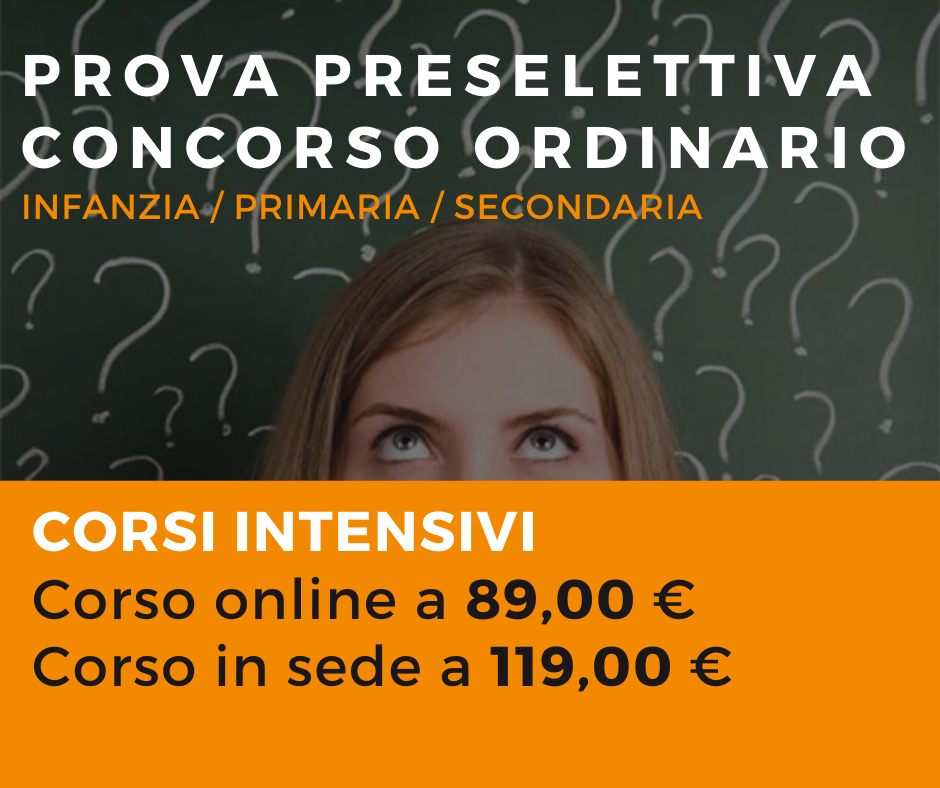 PROVA PRESELETTIVA
CONCORSO ORDINARIO
INFANZIA / PRIMARIA / SECONDARIA
CORSI INTENSIVI
Corso online a 89,00 €
Corso in sede a 119,00 €